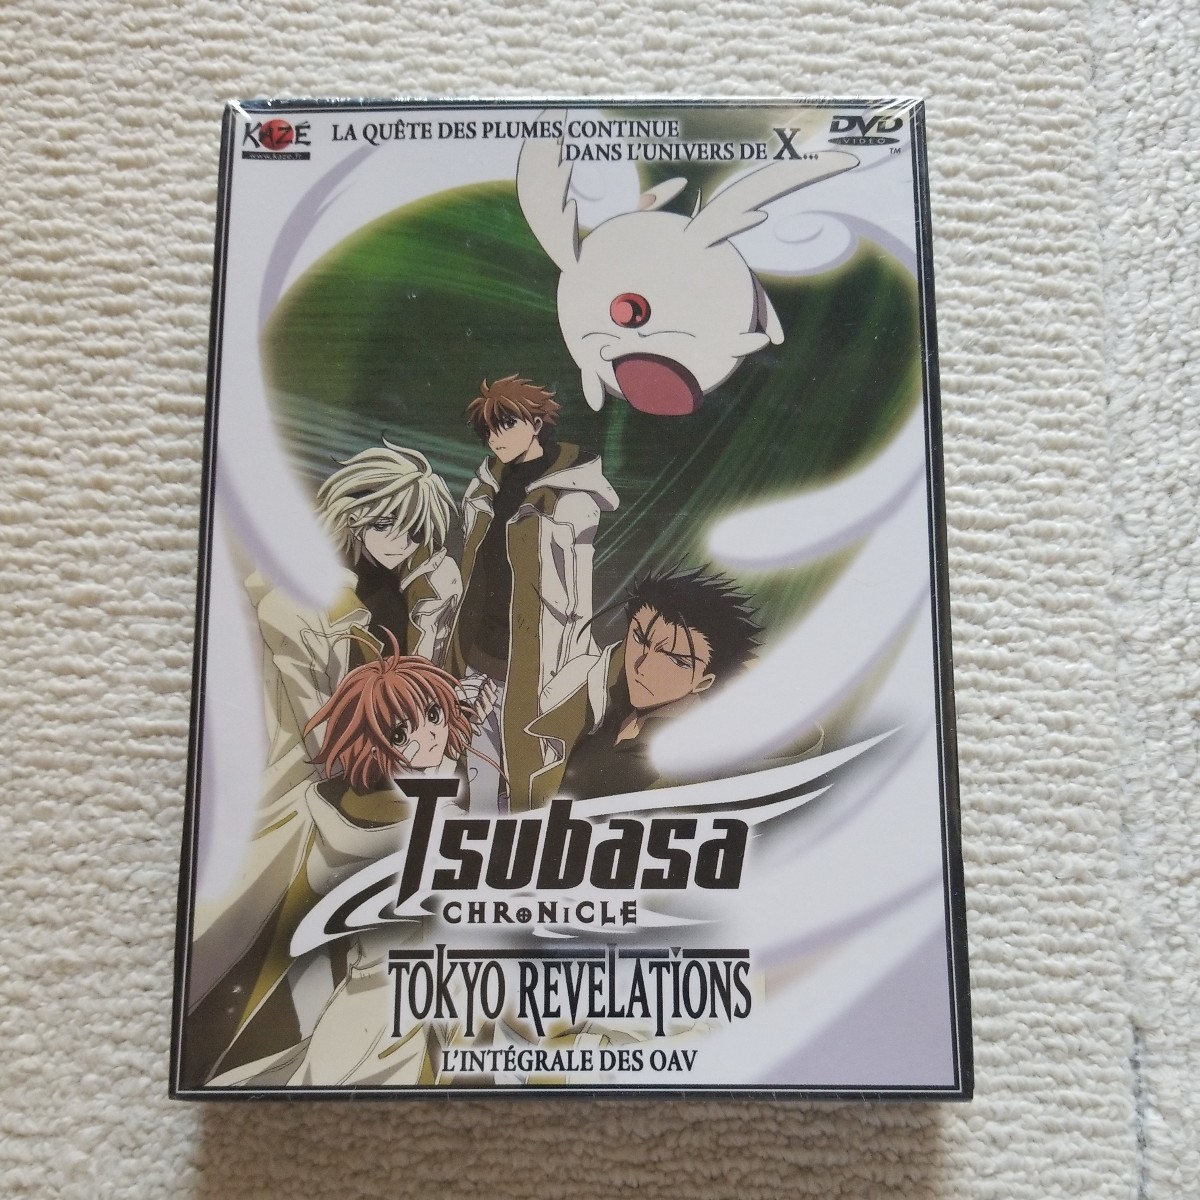 KAZÉ
www.kaze.fr
LA QUÊTE DES PLUMES CONTINUE
DANS L'UNIVERS DE X...
DVD
VIDEO
TM
Tsubasa
CHRoNiCLE
TOKYO REVELATIONS
L'INTÉGRALE DES OAV